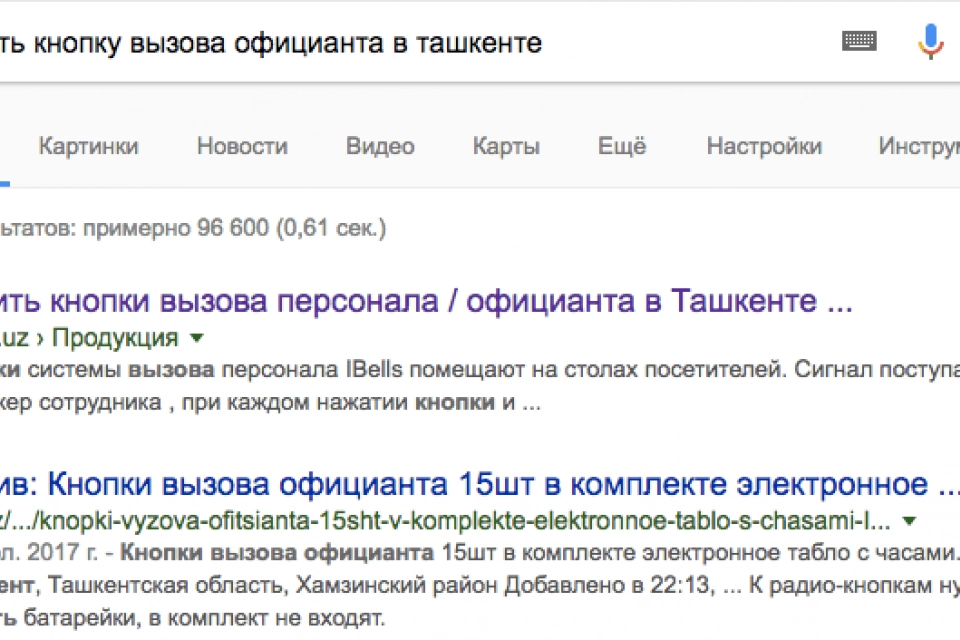 ть кнопку вызова официанта в ташкенте
Картинки Новости Видео Карты Ещё Настройки Инструм
ьтатов: примерно 96 600 (0,61 сек.)
ить кнопки вызова персонала / официанта в Ташкенте ...
.uz › Продукция
ки системы вызова персонала IBells помещают на столах посетителей. Сигнал поступа
кер сотрудника , при каждом нажатии кнопки и ...
ив: Кнопки вызова официанта 15шт в комплекте электронное ...
z/.../knopki-vyzova-ofitsianta-15sht-v-komplekte-elektronnoe-tablo-s-chasami-I...
л. 2017 г. - Кнопки вызова официанта 15шт в комплекте электронное табло с часами.
ент, Ташкентская область, Хамзинский район Добавлено в 22:13, ... К радио-кнопкам ну
ть батарейки, в комплект не входят.